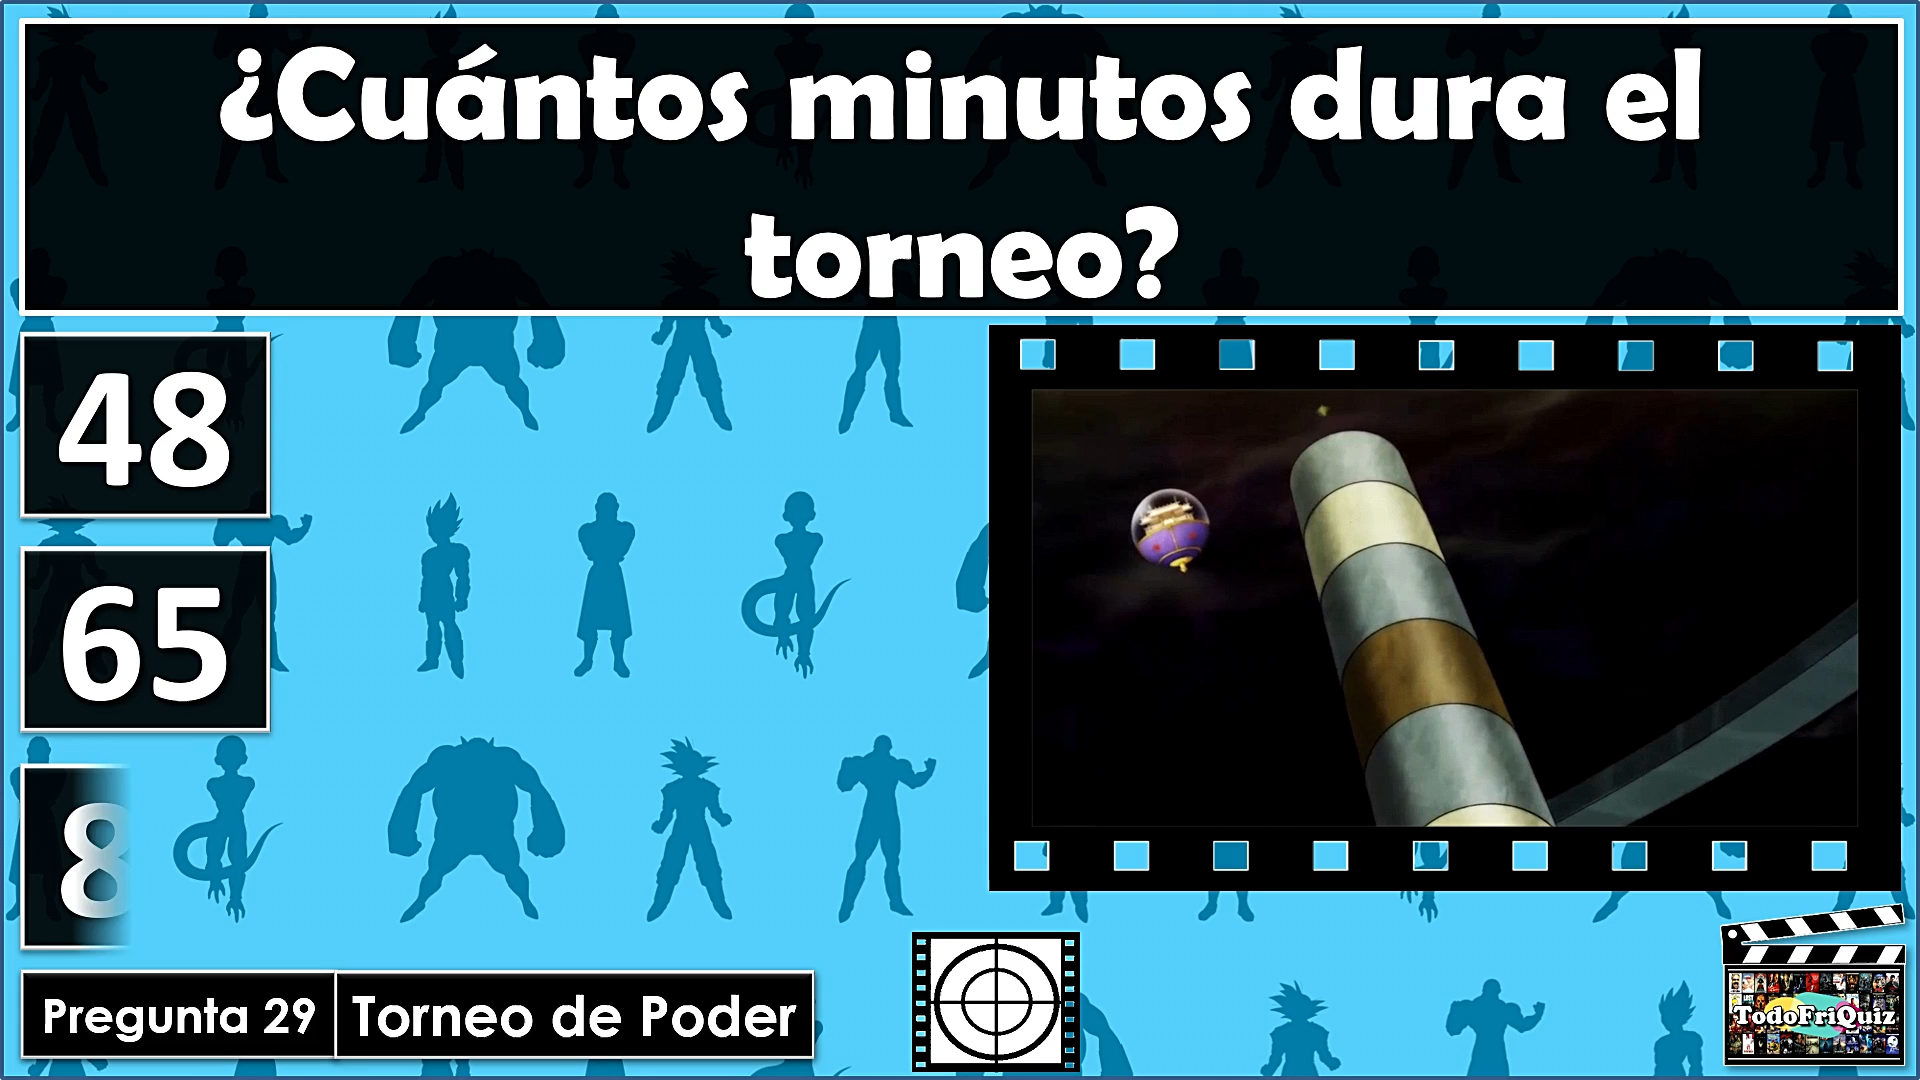 ¿Cuántos minutos dura el
torneo?
48
65
8
Pregunta 29
Torneo de Poder
TodoFriQuiz